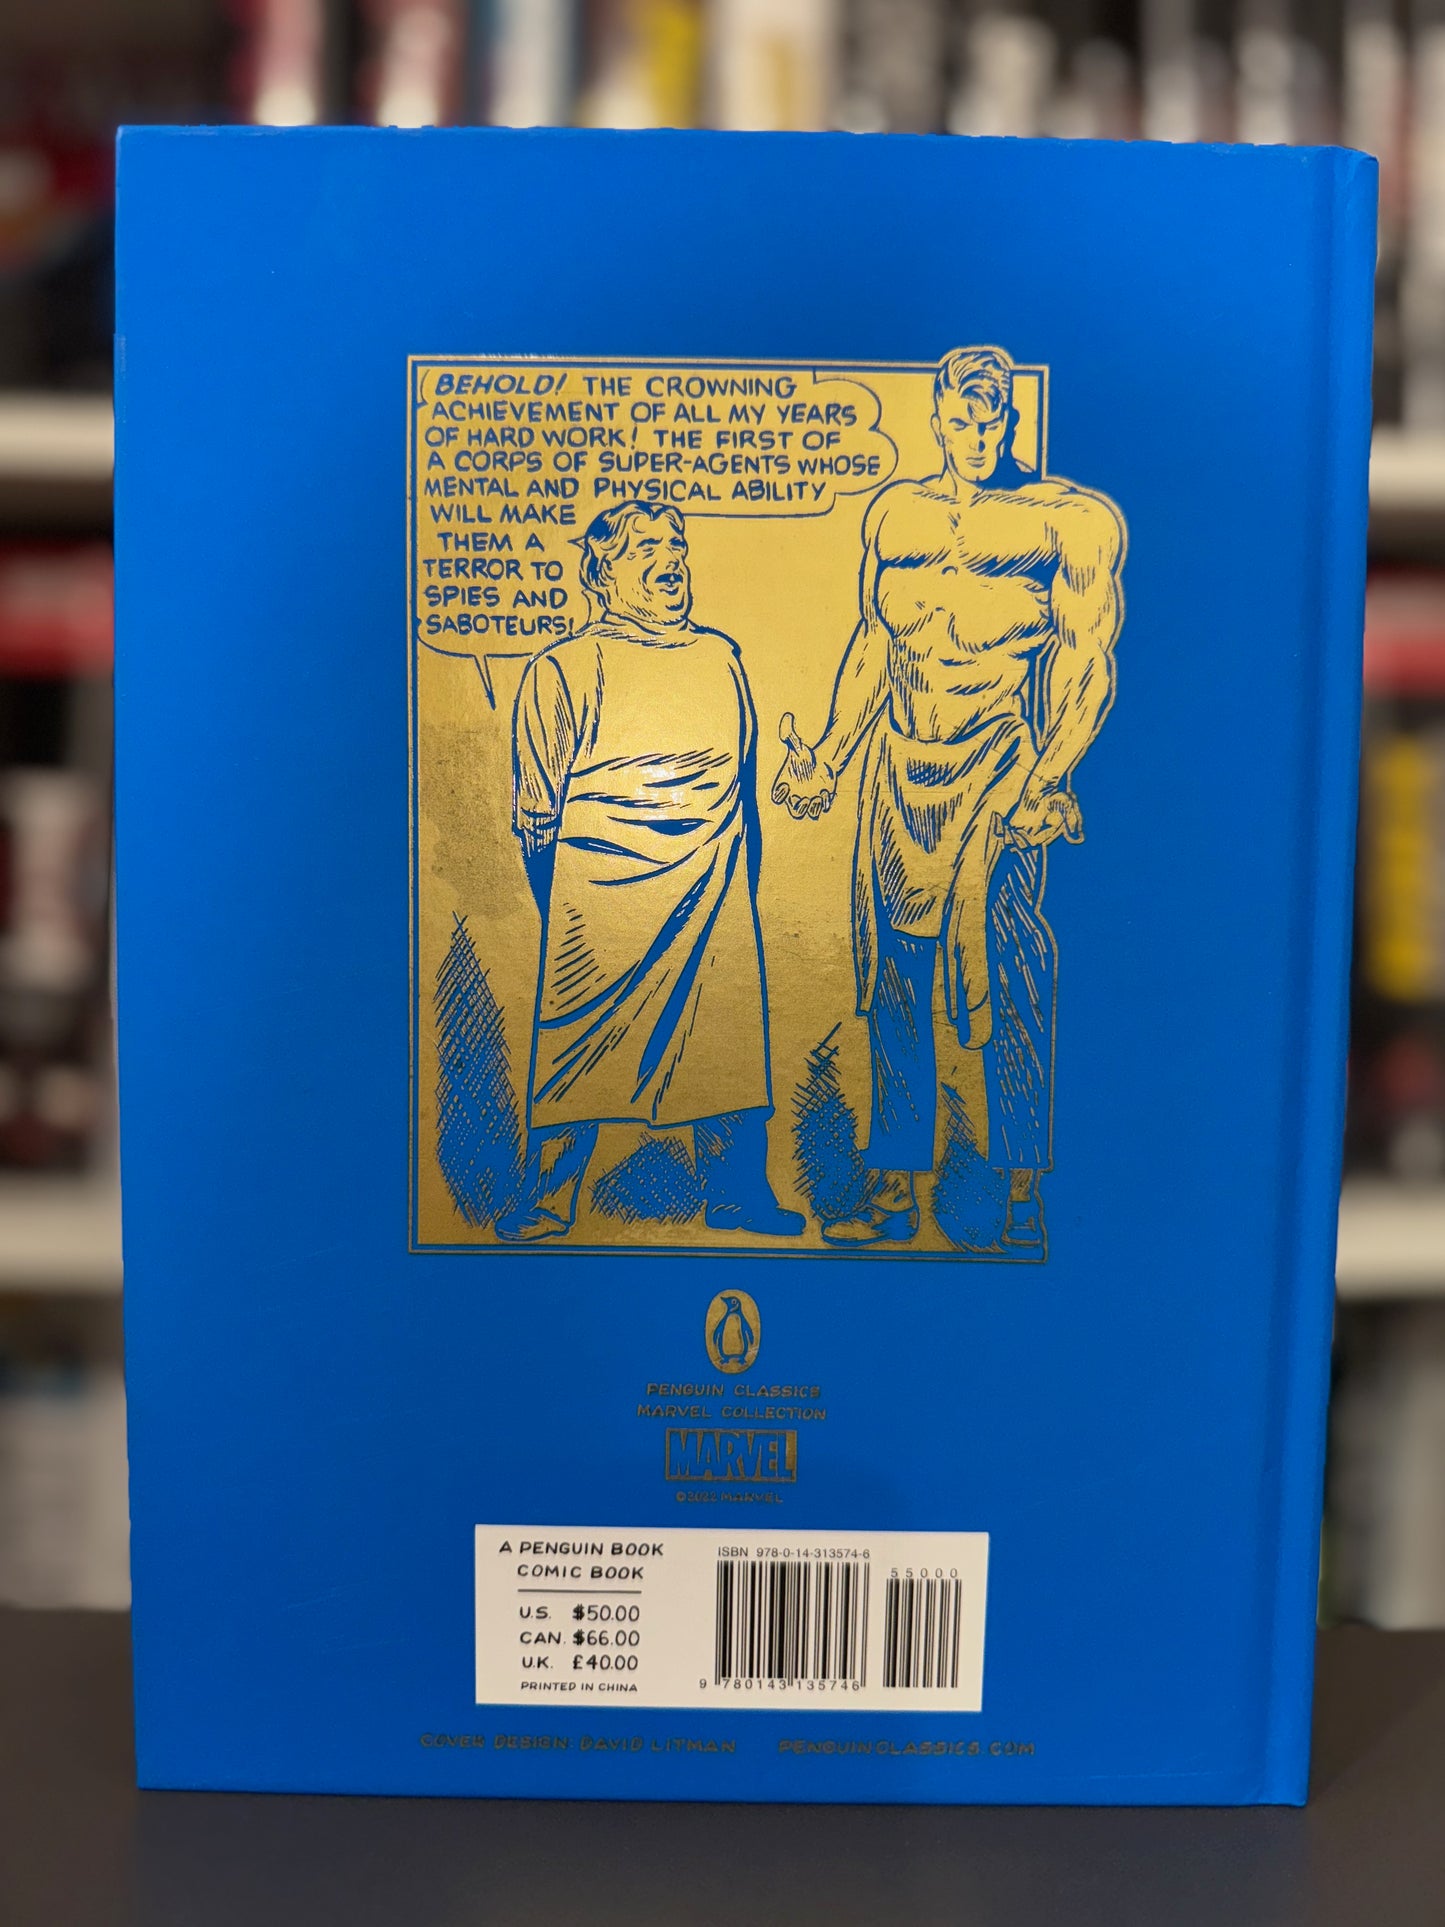 BEHOLD! THE CROWNING
ACHIEVEMENT OF ALL MY YEARS
OF HARD WORK! THE FIRST OF
A CORPS OF SUPER-AGENTS WHOSE
MENTAL AND PHYSICAL ABILITY
WILL MAKE
THEM A
TERROR TO
SPIES AND
SABOTEURS!
PENGUIN CLASSICS
MARVEL COLLECTION
MARVEL
©2022 MARVEL
A PENGUIN BOOK
COMIC BOOK
U.S. $50.00
CAN. $66.00
U.K. £40.00
PRINTED IN CHINA
ISBN 978-0-14-313574-6
55000
9 780143 135746
COVER DESIGN: DAVID LITMAN PENGUINCLASSICS.COM